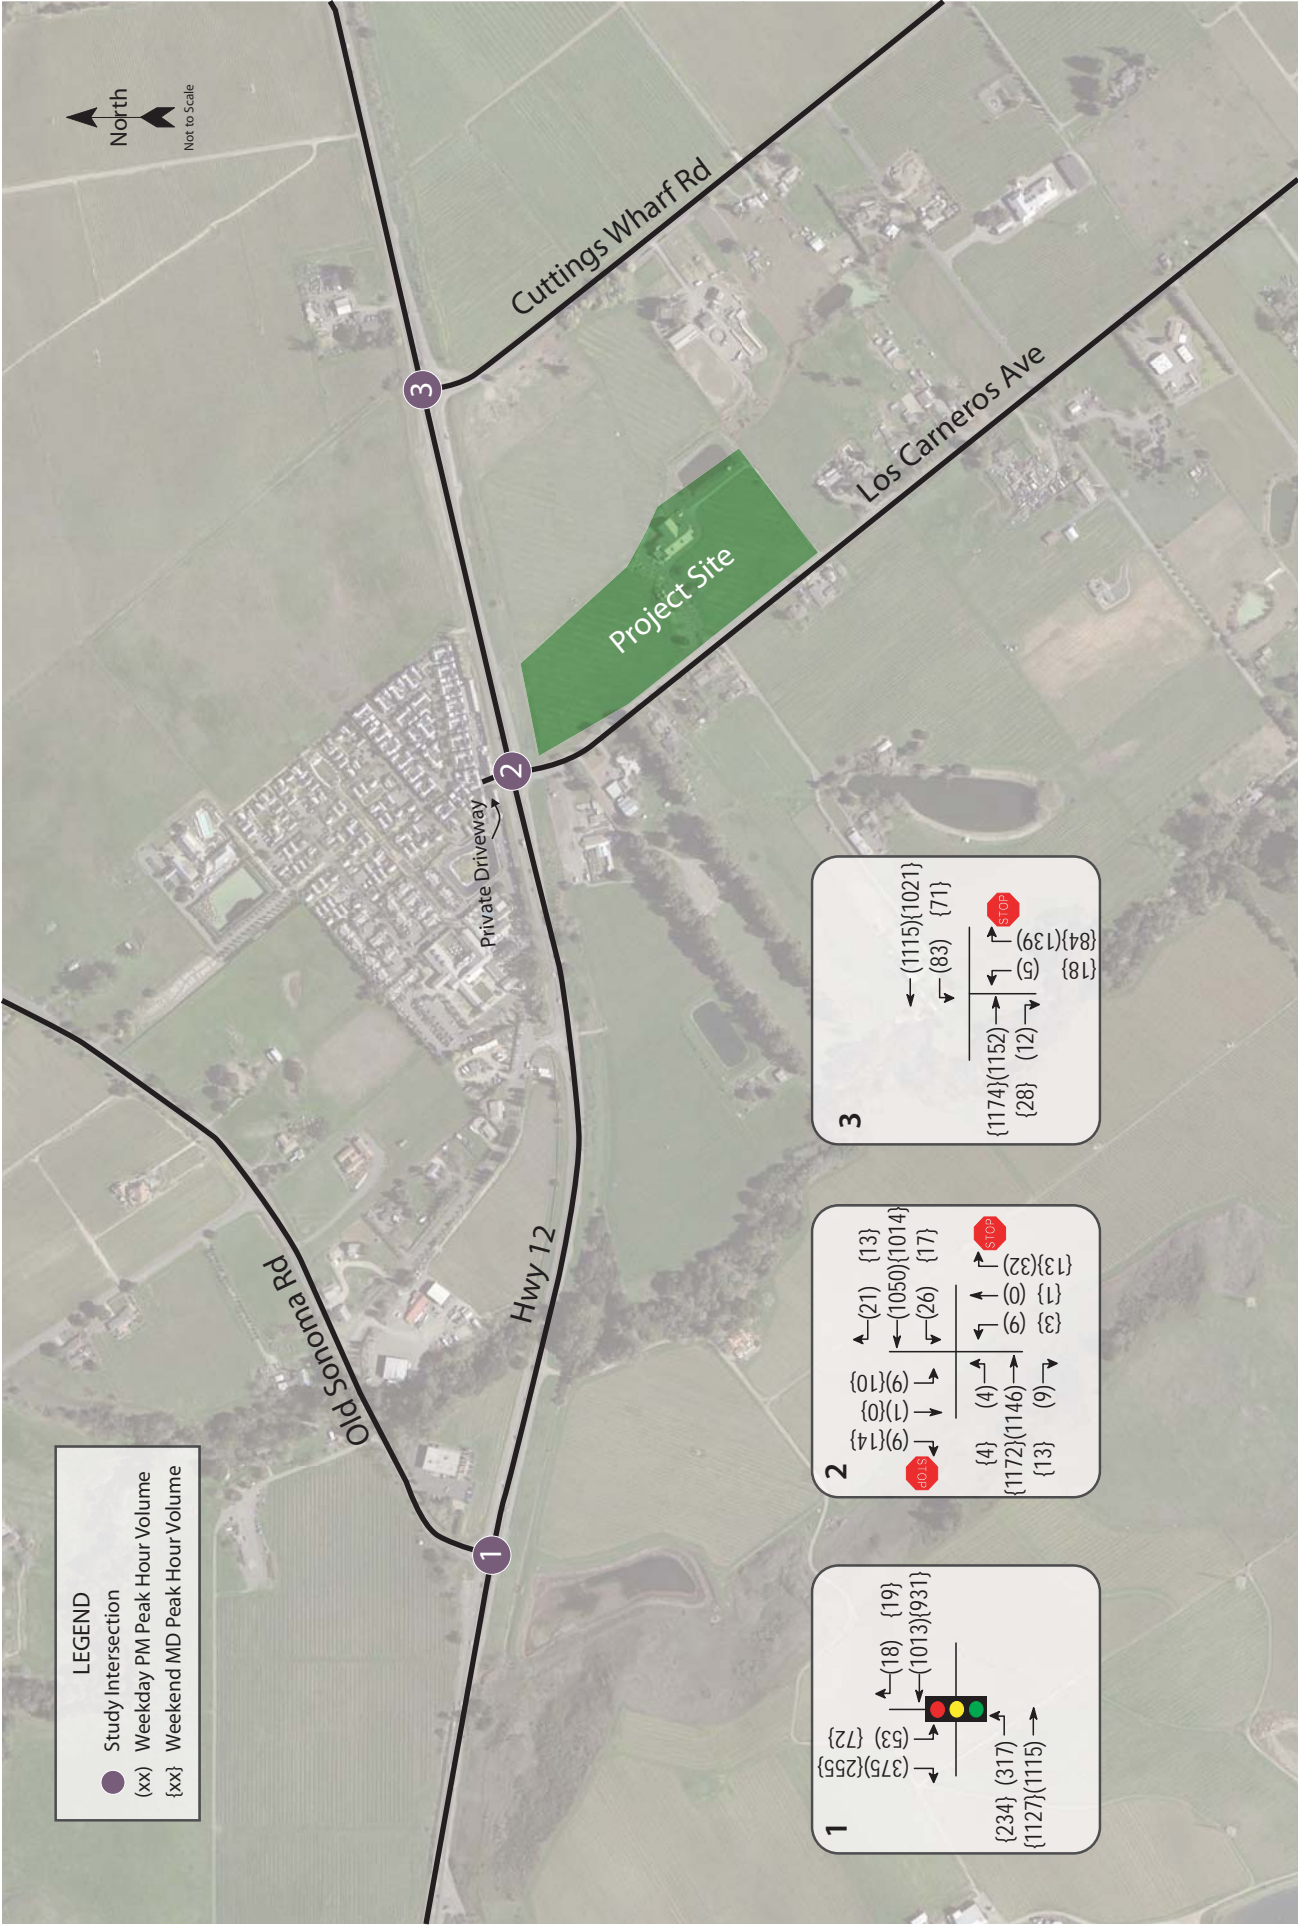 North
Not to Scale
LEGEND
Study Intersection
(xx) Weekday PM Peak Hour Volume
{xx} Weekend MD Peak Hour Volume
Old Sonoma Rd
Hwy 12
Private Driveway
Cuttings Wharf Rd
Los Carneros Ave
Project Site
1
2
3
1
(375){255}
(53) {72}
(18) {19}
(1013){931}
{234} (317)
{1127}(1115)
2
STOP
(9){14}
(1){0}
(9){10}
(21) {13}
(1050){1014}
(26) {17}
{4} (4)
{1172}(1146)
{13} (9)
{3} (9)
{1} (0)
{13}(32)
STOP
3
(1115){1021}
(83) {71}
{1174}(1152)
{28} (12)
{18} (5)
{84}(139)
STOP